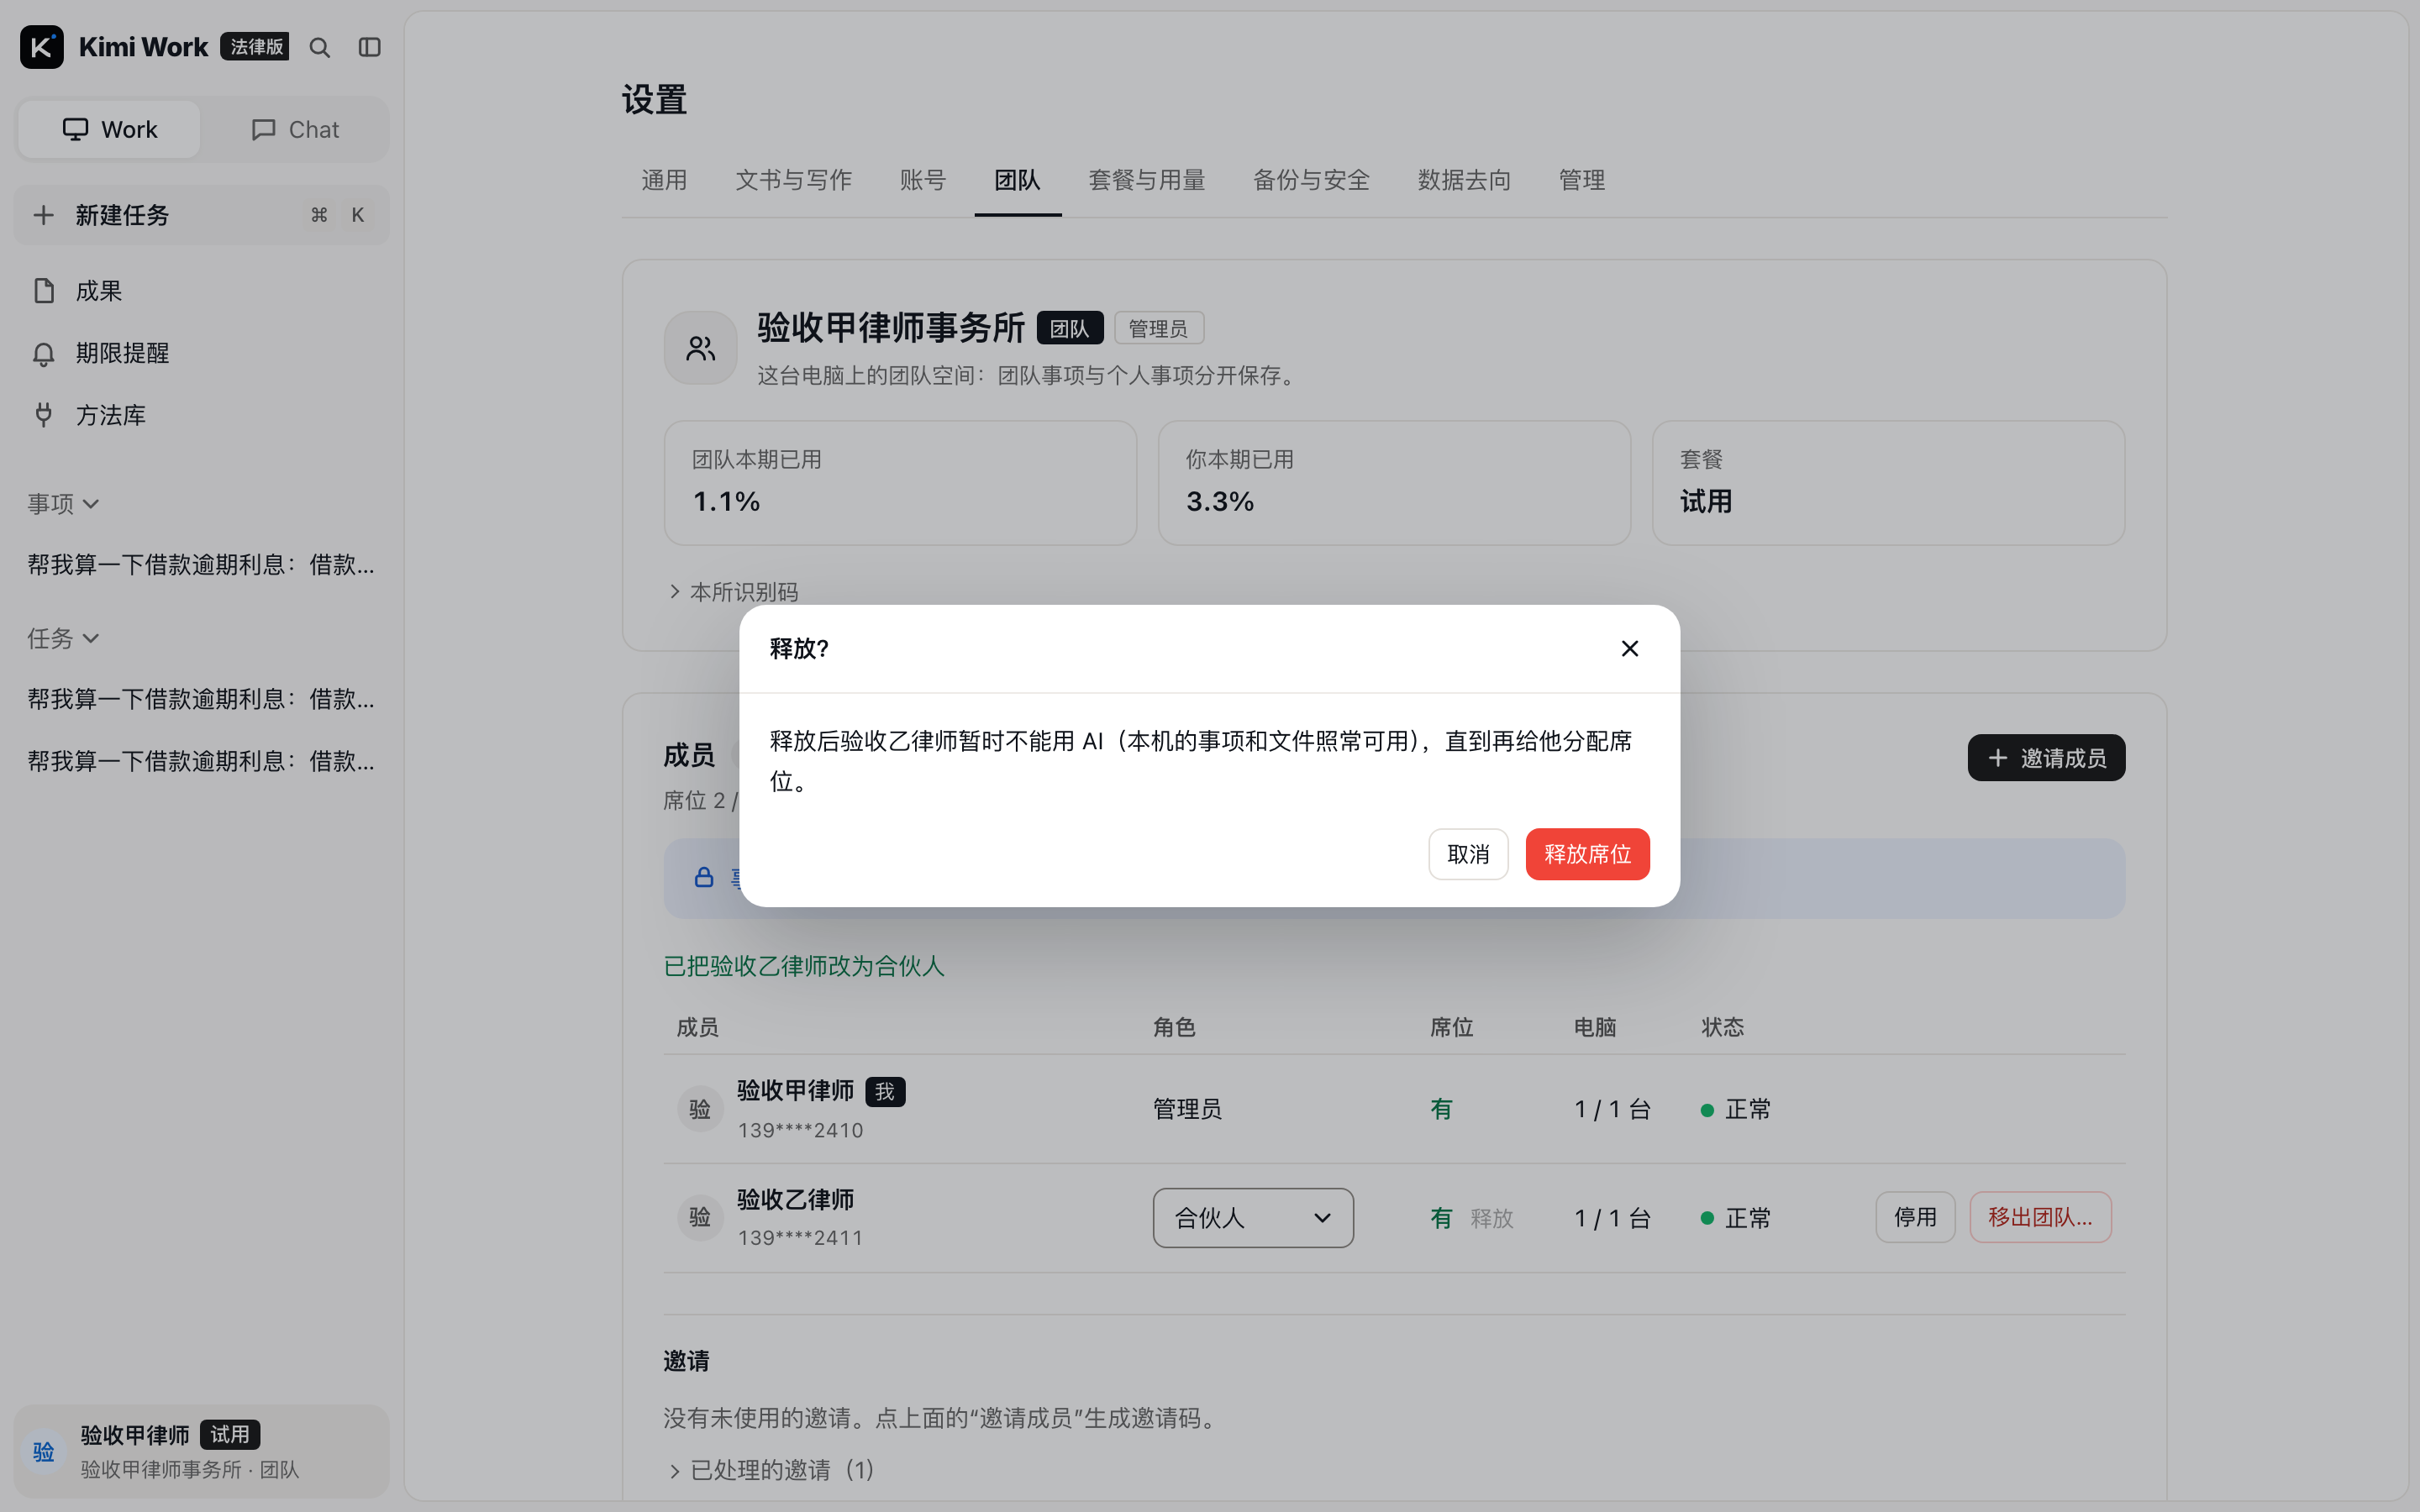 Kimi Work 法律版
Work
Chat
新建任务 ⌘ K
成果
期限提醒
方法库
事项
帮我算一下借款逾期利息：借款...
任务
帮我算一下借款逾期利息：借款...
帮我算一下借款逾期利息：借款...
验 验收甲律师 试用
验收甲律师事务所 · 团队
设置
通用 文书与写作 账号 团队 套餐与用量 备份与安全 数据去向 管理
验收甲律师事务所 团队 管理员
这台电脑上的团队空间：团队事项与个人事项分开保存。
团队本期已用
1.1%
你本期已用
3.3%
套餐
试用
本所识别码
释放?
释放后验收乙律师暂时不能用 AI（本机的事项和文件照常可用），直到再给他分配席
位。
取消 释放席位
成员
席位 2 /
邀请成员
已把验收乙律师改为合伙人
成员 角色 席位 电脑 状态
验 验收甲律师 我
139****2410
管理员 有 1 / 1 台 正常
验 验收乙律师
139****2411
合伙人 有 释放 1 / 1 台 正常 停用 移出团队...
邀请
没有未使用的邀请。点上面的“邀请成员”生成邀请码。
已处理的邀请（1）